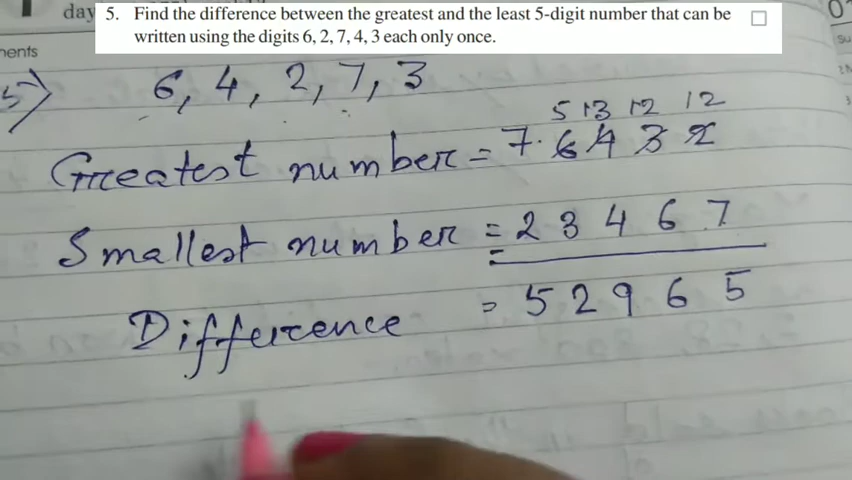 day
5. Find the difference between the greatest and the least 5-digit number that can be
written using the digits 6, 2, 7, 4, 3 each only once.
ments
5) 6, 4, 2, 7, 3
5 13 12 12
Greatest number = 7 6 4 3 2
Smallest number = 2 3 4 6 7
Difference = 5 2 9 6 5